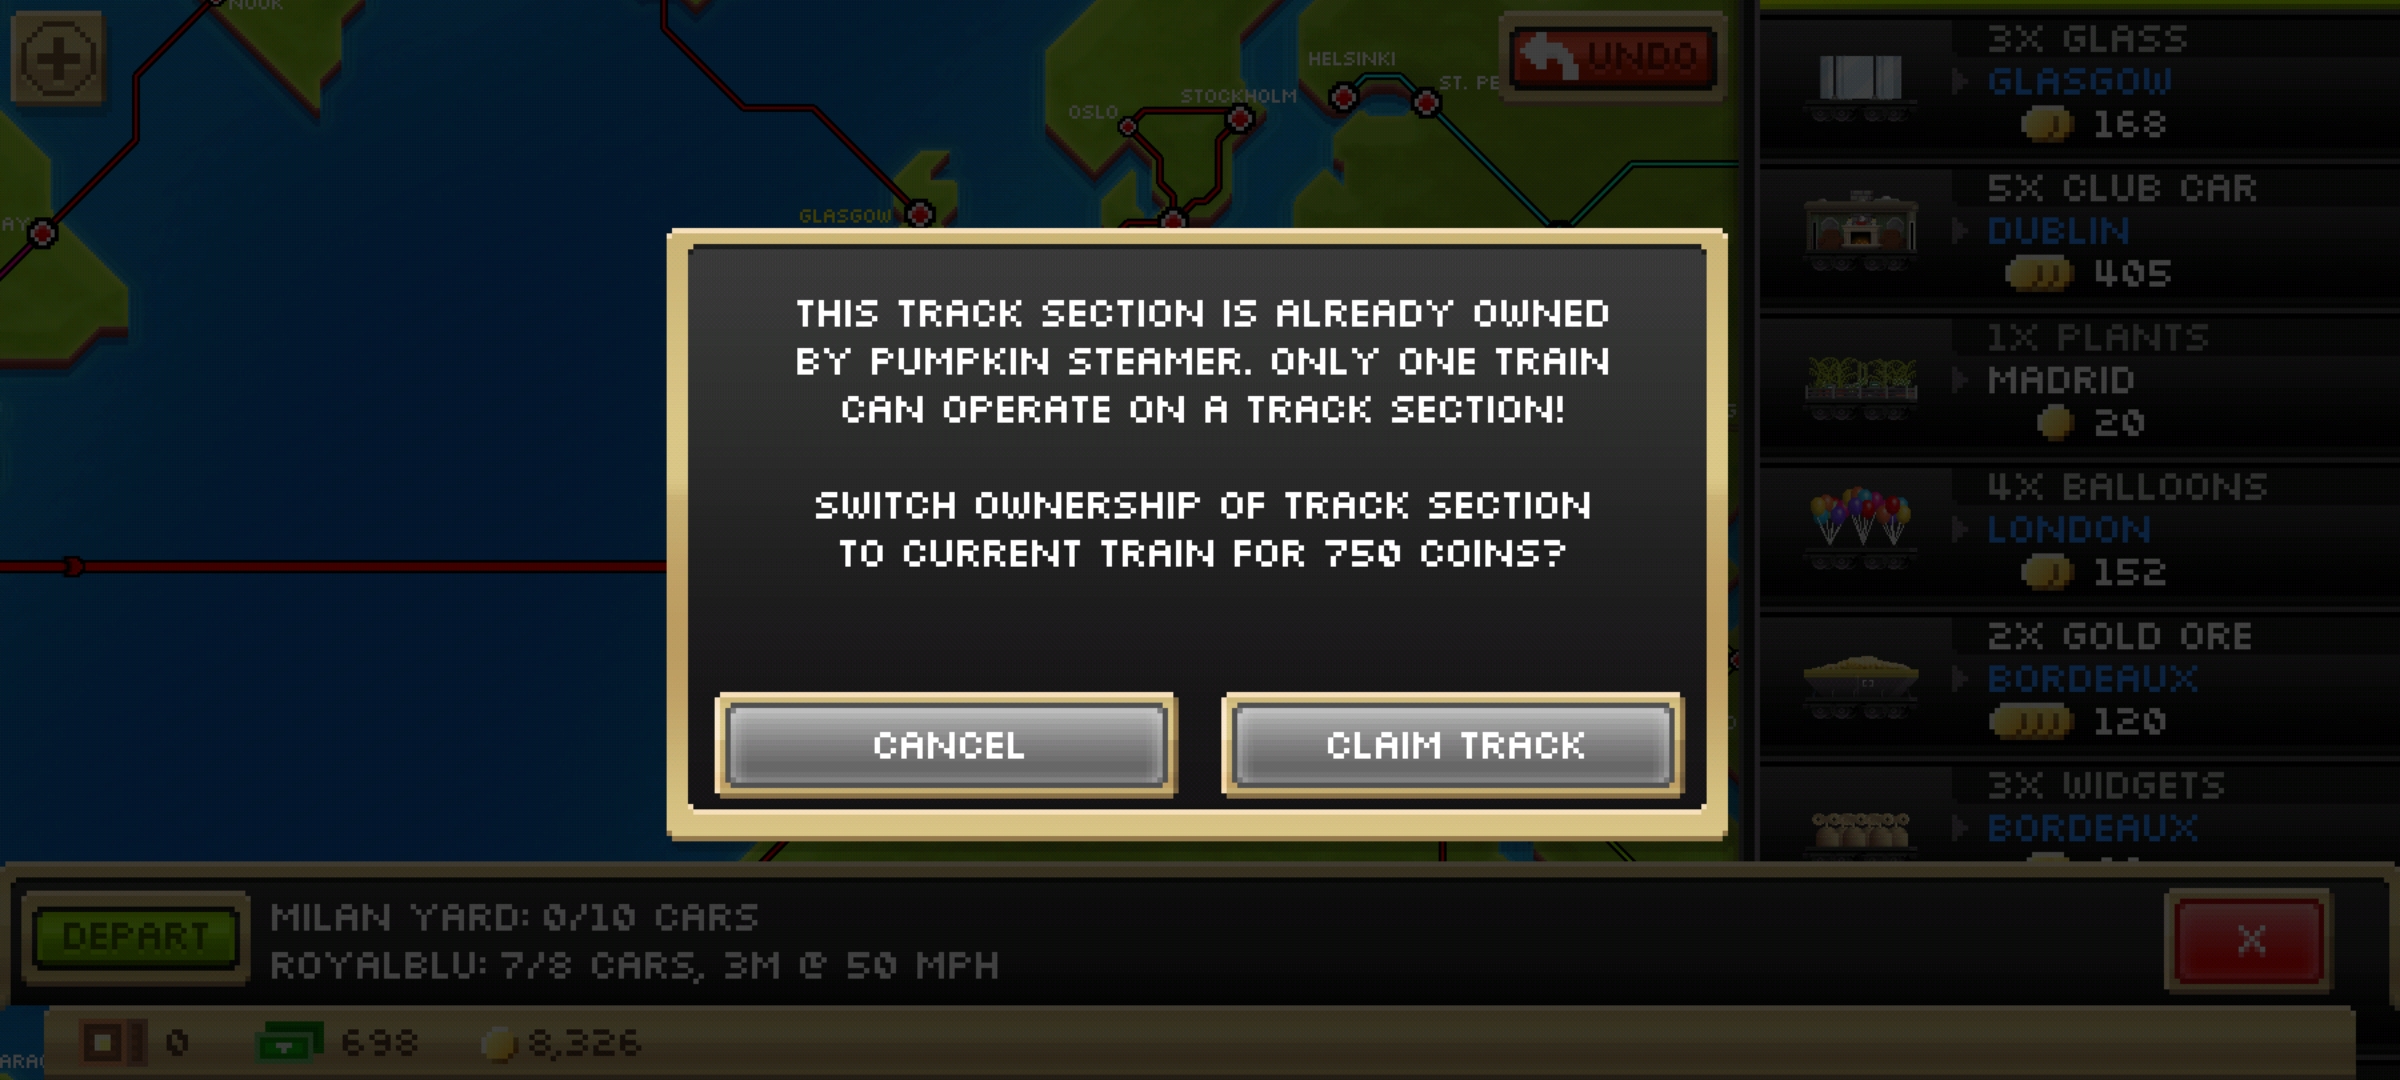 NOOK
UNDO
HELSINKI
ST. PE
STOCKHOLM
OSLO
GLASGOW
AY
THIS TRACK SECTION IS ALREADY OWNED
BY PUMPKIN STEAMER. ONLY ONE TRAIN
CAN OPERATE ON A TRACK SECTION!
SWITCH OWNERSHIP OF TRACK SECTION
TO CURRENT TRAIN FOR 750 COINS?
CANCEL
CLAIM TRACK
3X GLASS
GLASGOW
168
5X CLUB CAR
DUBLIN
405
1X PLANTS
MADRID
20
4X BALLOONS
LONDON
152
2X GOLD ORE
BORDEAUX
120
3X WIDGETS
BORDEAUX
DEPART
MILAN YARD: 0/10 CARS
ROYALBLU: 7/8 CARS, 3M @ 50 MPH
X
0
698
8,326